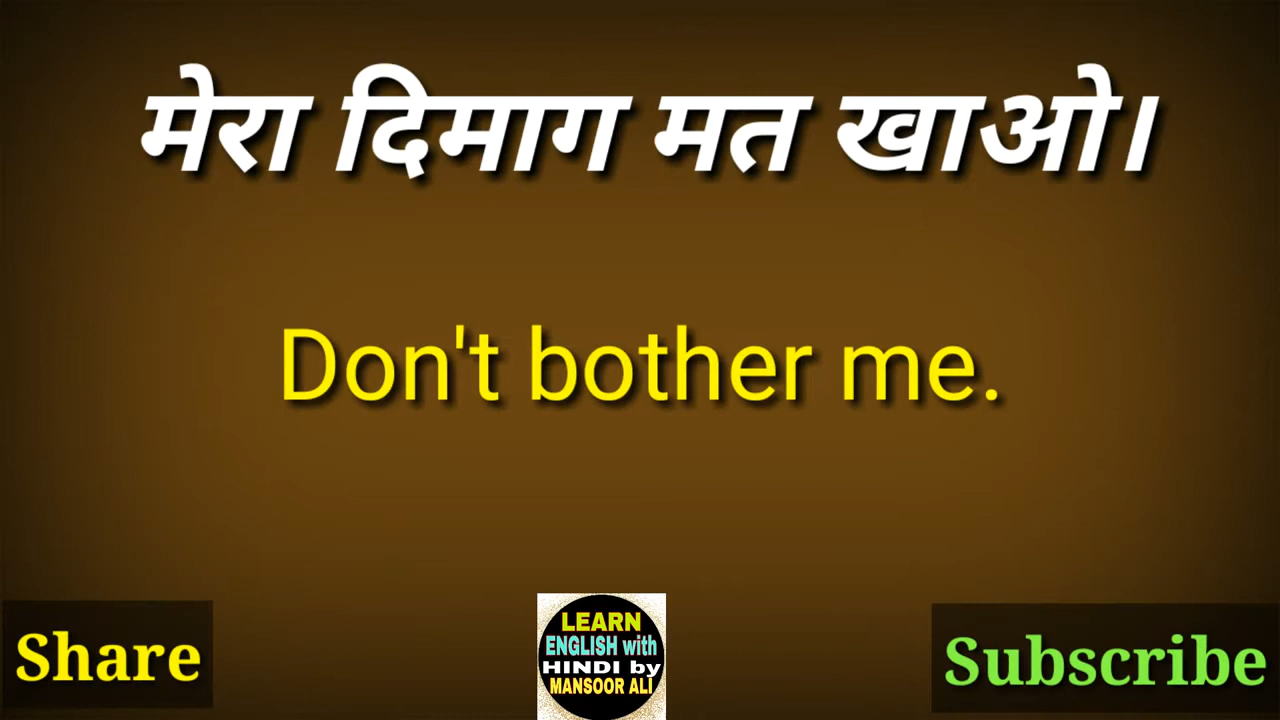 मेरा दिमाग मत खाओ।
Don't bother me.
Share
LEARN
ENGLISH with
HINDI by
MANSOOR ALI
Subscribe